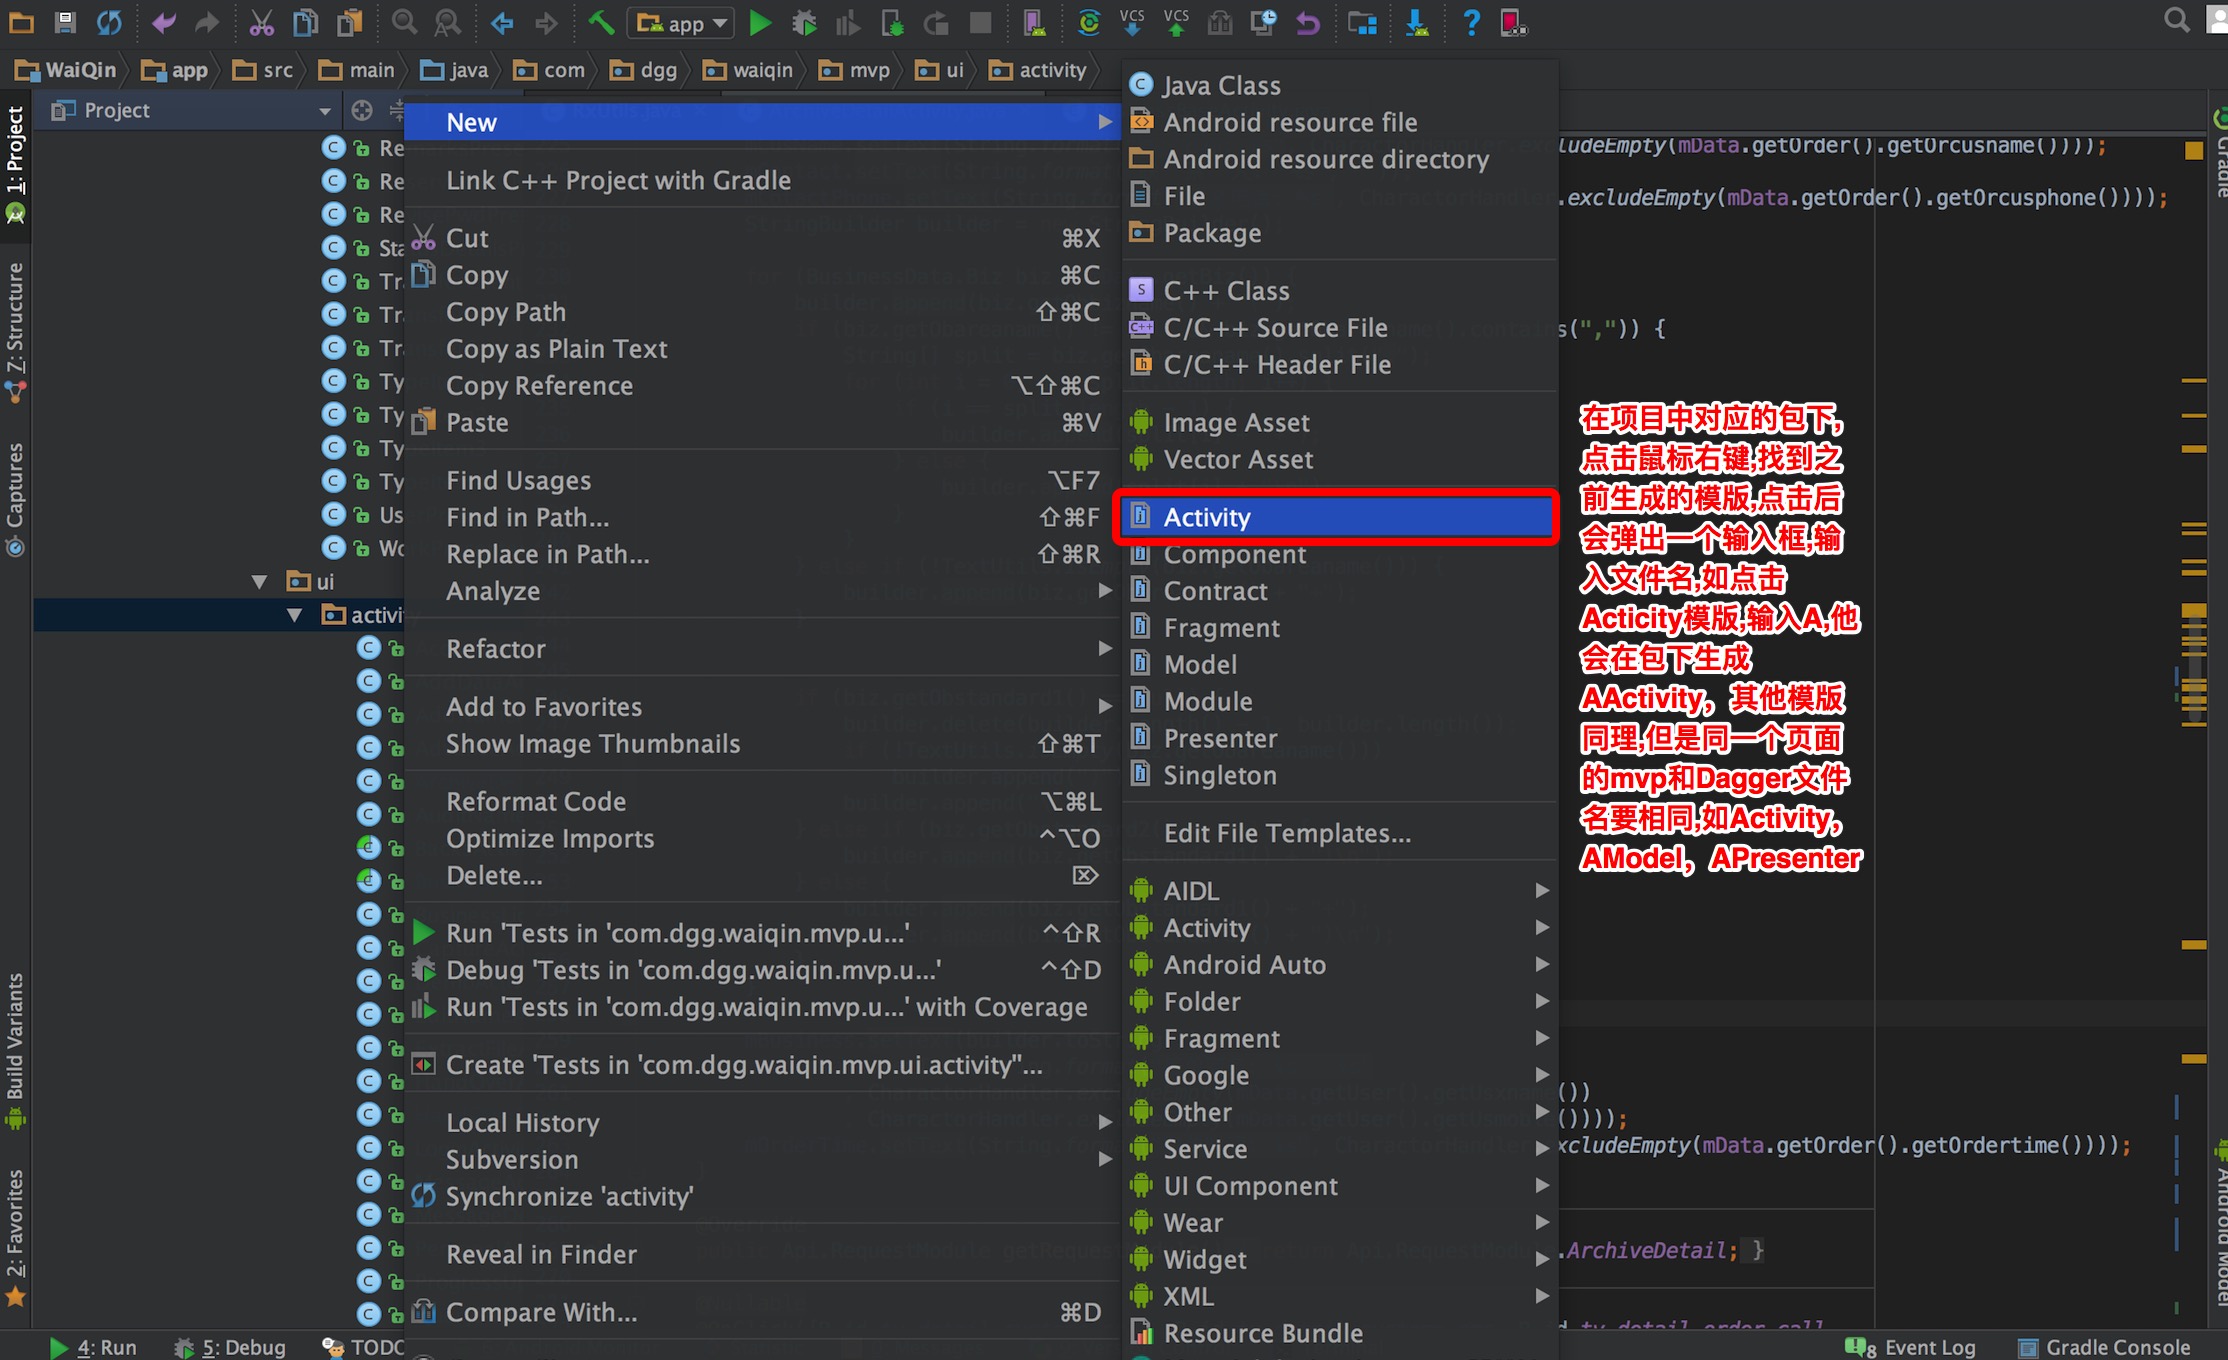 app
VCS
VCS
WaiQin
app
src
main
java
com
dgg
waiqin
mvp
ui
activity
Project
1: Project
Z: Structure
Captures
Build Variants
2: Favorites
Re
Re
Re
Sta
Tr
Tr
Tr
Ty
Ty
Ty
Ty
Us
Wo
ui
activi
New
Link C++ Project with Gradle
Cut ⌘X
Copy ⌘C
Copy Path ⇧⌘C
Copy as Plain Text
Copy Reference ⌥⇧⌘C
Paste ⌘V
Find Usages ⌥F7
Find in Path... ⇧⌘F
Replace in Path... ⇧⌘R
Analyze
Refactor
Add to Favorites
Show Image Thumbnails ⇧⌘T
Reformat Code ⌥⌘L
Optimize Imports ^⌥O
Delete... ⌦
Run 'Tests in 'com.dgg.waiqin.mvp.u...' ^⇧R
Debug 'Tests in 'com.dgg.waiqin.mvp.u...' ^⇧D
Run 'Tests in 'com.dgg.waiqin.mvp.u...' with Coverage
Create 'Tests in 'com.dgg.waiqin.mvp.ui.activity''...
Local History
Subversion
Synchronize 'activity'
Reveal in Finder
Compare With... ⌘D
Java Class
Android resource file
Android resource directory
File
Package
C++ Class
C/C++ Source File
C/C++ Header File
Image Asset
Vector Asset
Activity
Component
Contract
Fragment
Model
Module
Presenter
Singleton
Edit File Templates...
AIDL
Activity
Android Auto
Folder
Fragment
Google
Other
Service
UI Component
Wear
Widget
XML
Resource Bundle
ludeEmpty(mData.getOrder().getOrcusname())));
.excludeEmpty(mData.getOrder().getOrcusphone())));
s(",")) {
在项目中对应的包下,
点击鼠标右键,找到之
前生成的模版,点击后
会弹出一个输入框,输
入文件名,如点击
Acticity模版,输入A,他
会在包下生成
AActivity，其他模版
同理,但是同一个页面
的mvp和Dagger文件
名要相同,如Activity，
AModel，APresenter
())
())));
xcludeEmpty(mData.getOrder().getOrdertime())));
.ArchiveDetail; }
Gradle
Android Model
4: Run
5: Debug
TODO
8 Event Log
Gradle Console